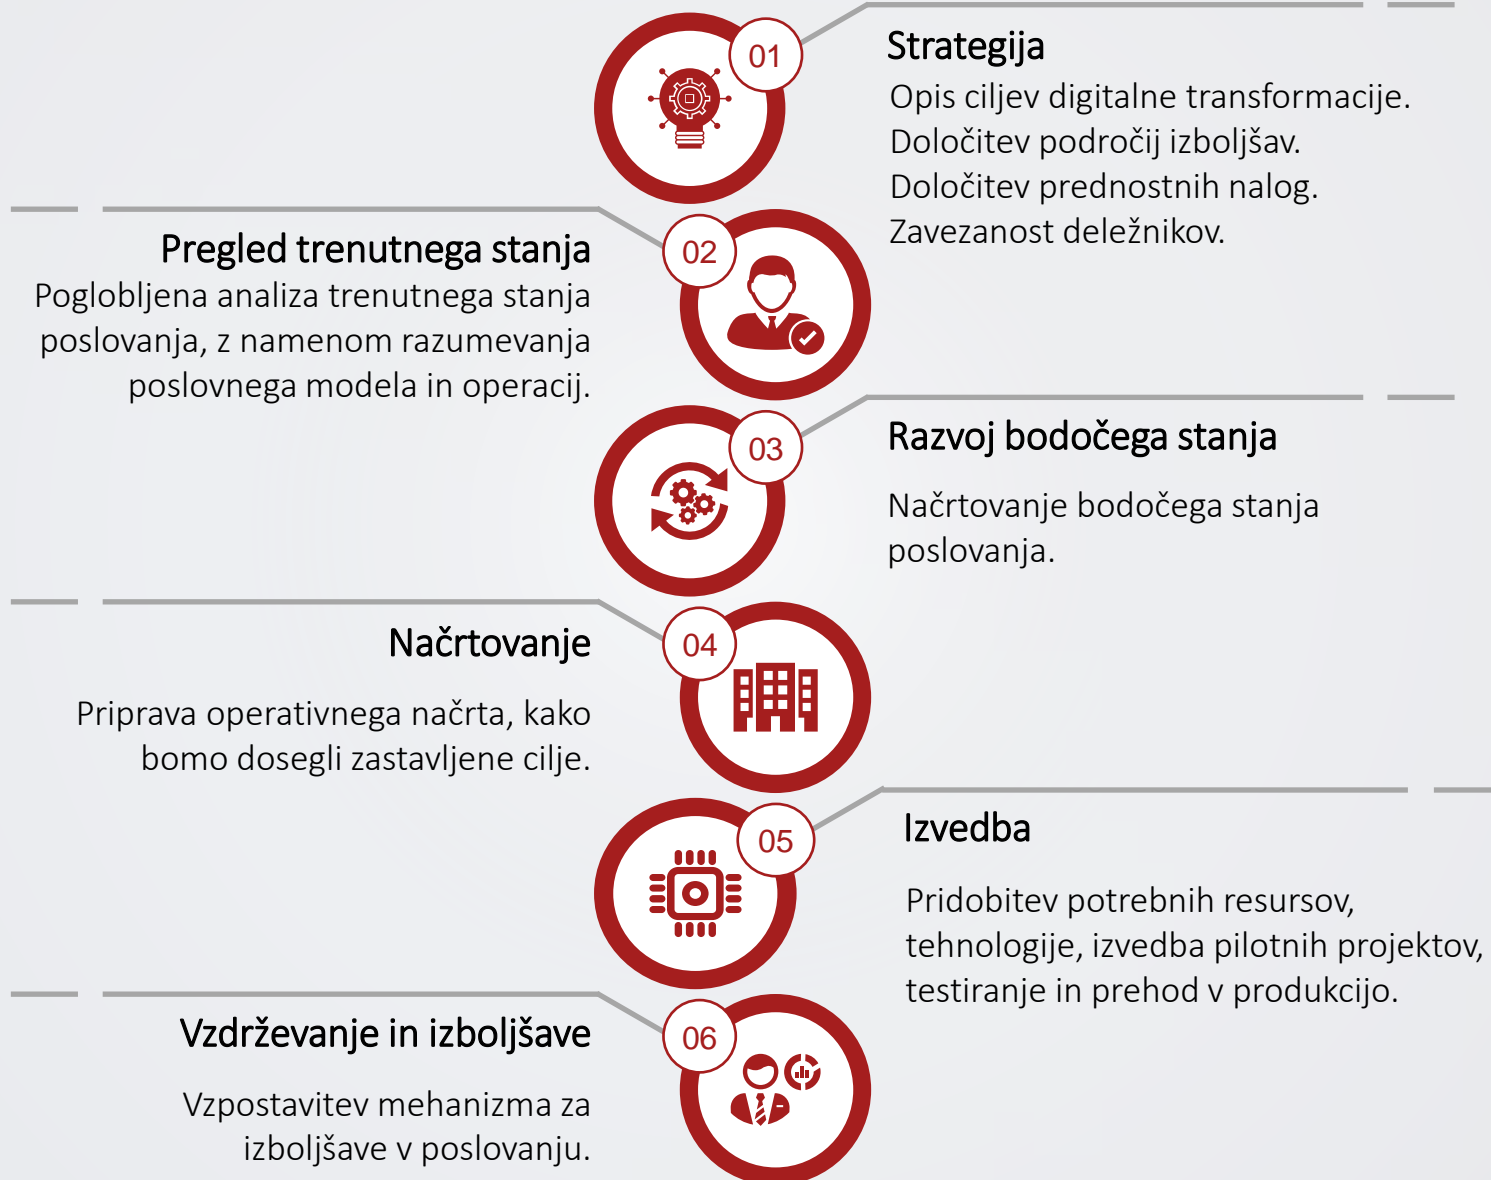 01
Strategija
Opis ciljev digitalne transformacije.
Določitev področij izboljšav.
Določitev prednostnih nalog.
Zavezanost deležnikov.
02
Pregled trenutnega stanja
Poglobljena analiza trenutnega stanja
poslovanja, z namenom razumevanja
poslovnega modela in operacij.
03
Razvoj bodočega stanja
Načrtovanje bodočega stanja
poslovanja.
04
Načrtovanje
Priprava operativnega načrta, kako
bomo dosegli zastavljene cilje.
05
Izvedba
Pridobitev potrebnih resursov,
tehnologije, izvedba pilotnih projektov,
testiranje in prehod v produkcijo.
06
Vzdrževanje in izboljšave
Vzpostavitev mehanizma za
izboljšave v poslovanju.